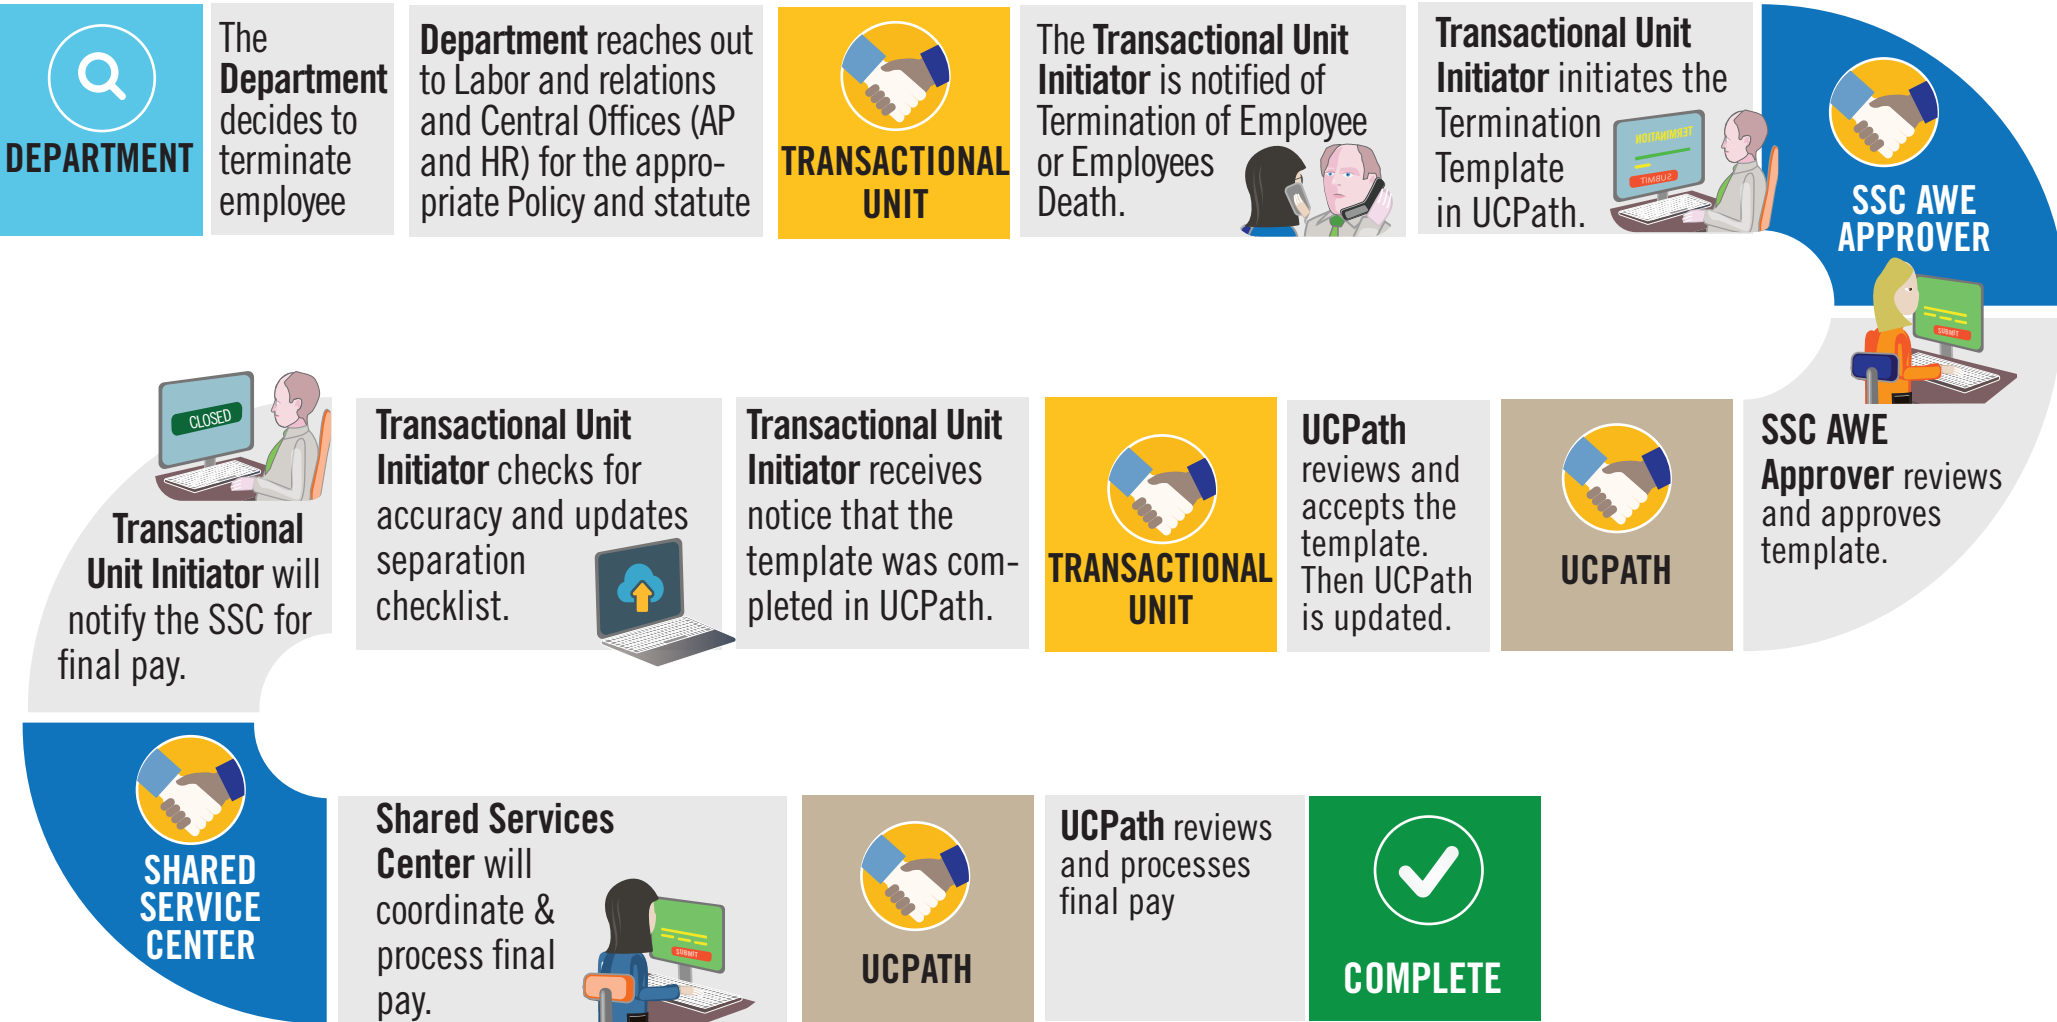 DEPARTMENT
The
Department
decides to
terminate
employee
Department reaches out
to Labor and relations
and Central Offices (AP
and HR) for the appro-
priate Policy and statute
TRANSACTIONAL
UNIT
The Transactional Unit
Initiator is notified of
Termination of Employee
or Employees
Death.
Transactional Unit
Initiator initiates the
Termination
Template
in UCPath.
TERMINATION
SUBMIT
SSC AWE
APPROVER
SUBMIT
SSC AWE
Approver reviews
and approves
template.
UCPATH
UCPath
reviews and
accepts the
template.
Then UCPath
is updated.
TRANSACTIONAL
UNIT
Transactional Unit
Initiator receives
notice that the
template was com-
pleted in UCPath.
Transactional Unit
Initiator checks for
accuracy and updates
separation
checklist.
CLOSED
Transactional
Unit Initiator will
notify the SSC for
final pay.
SHARED
SERVICE
CENTER
Shared Services
Center will
coordinate &
process final
pay.
SUBMIT
UCPATH
UCPath reviews
and processes
final pay
COMPLETE